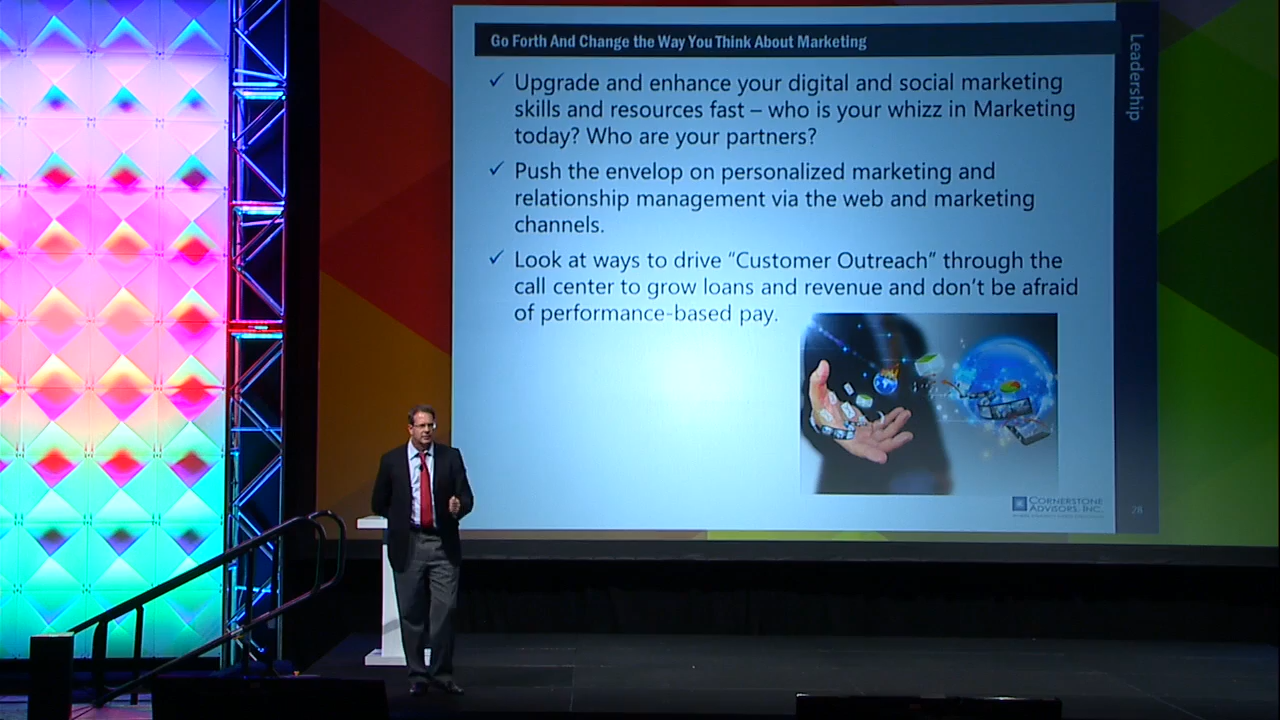 Go Forth And Change the Way You Think About Marketing
Leadership
✓ Upgrade and enhance your digital and social marketing
skills and resources fast – who is your whizz in Marketing
today? Who are your partners?
✓ Push the envelop on personalized marketing and
relationship management via the web and marketing
channels.
✓ Look at ways to drive “Customer Outreach” through the
call center to grow loans and revenue and don’t be afraid
of performance-based pay.
CORNERSTONE
ADVISORS, INC.
28